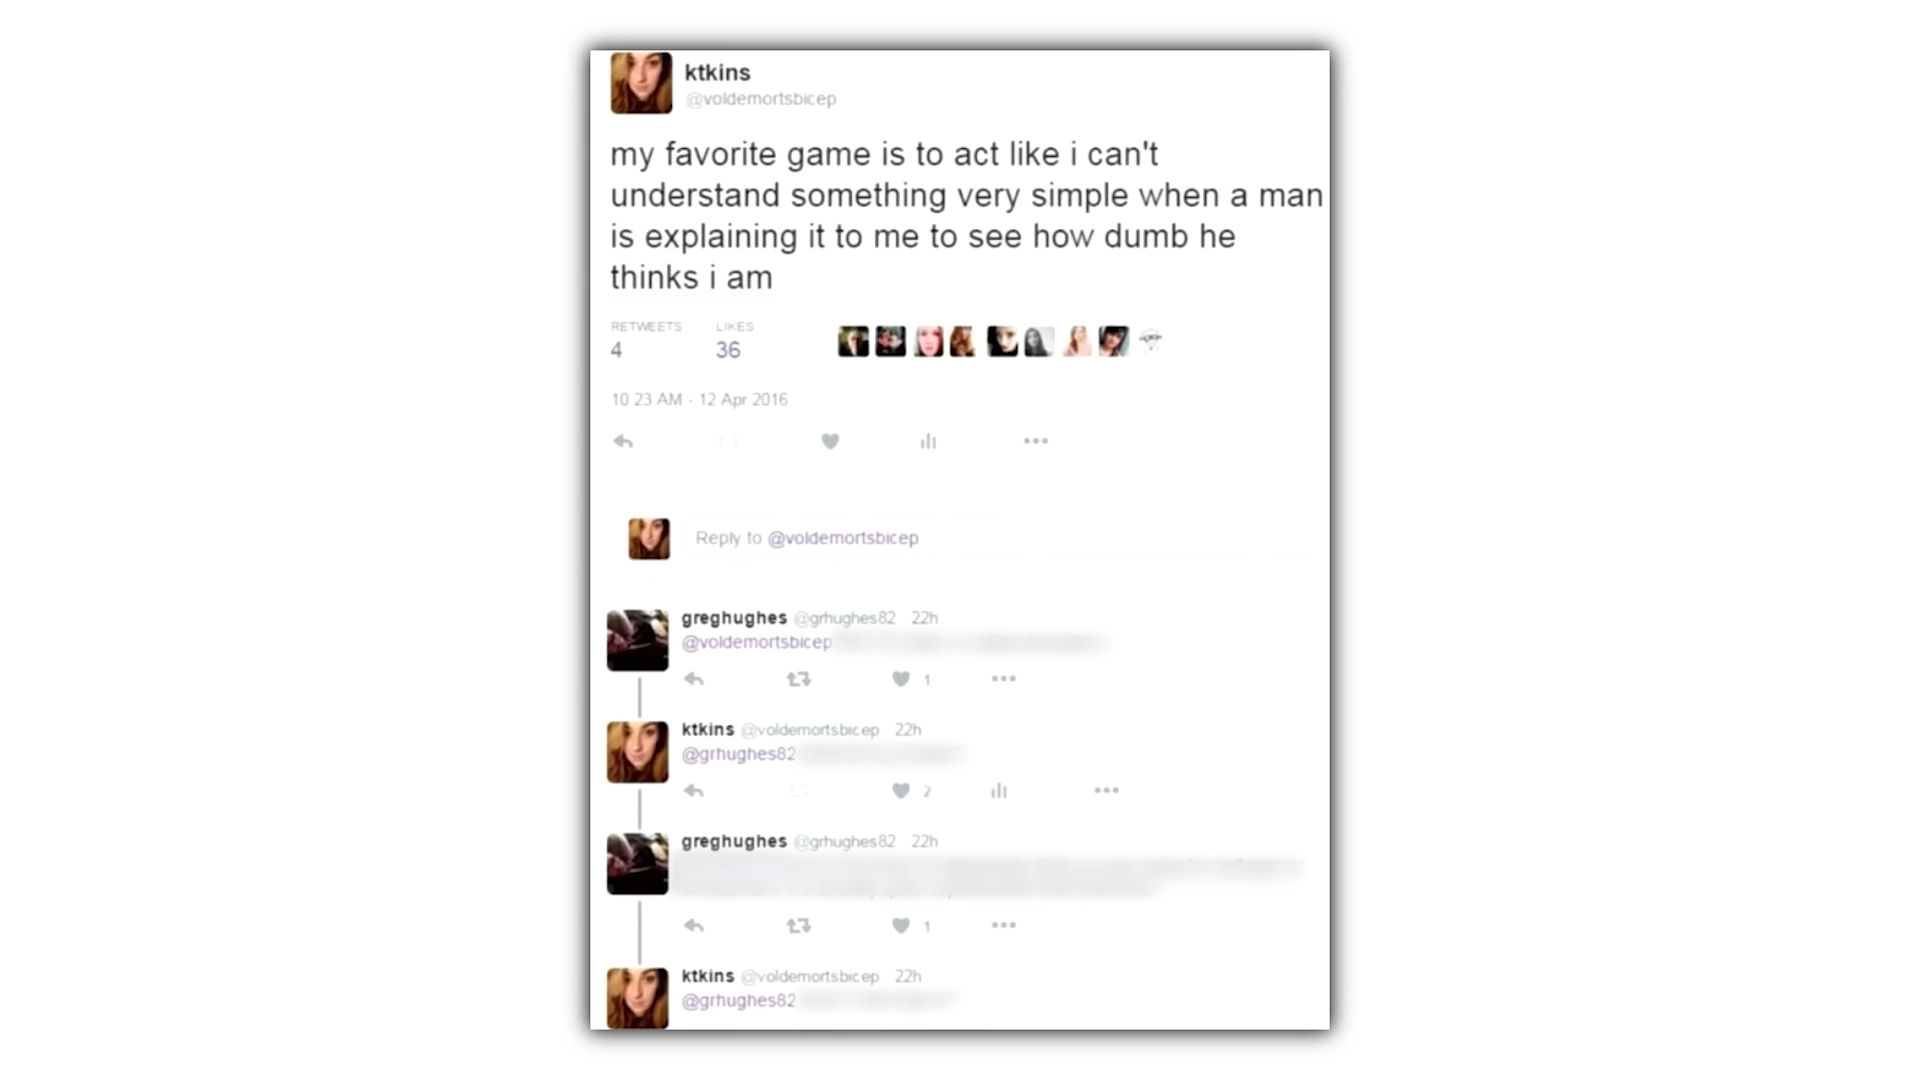 ktkins
@voldemortsbicep
my favorite game is to act like i can't
understand something very simple when a man
is explaining it to me to see how dumb he
thinks i am
RETWEETS LIKES
4 36
10 23 AM - 12 Apr 2016
Reply to @voldemortsbicep
greghughes @grhughes82 22h
@voldemortsbicep
1
ktkins @voldemortsbicep 22h
@grhughes82
2
greghughes @grhughes82 22h
1
ktkins @voldemortsbicep 22h
@grhughes82